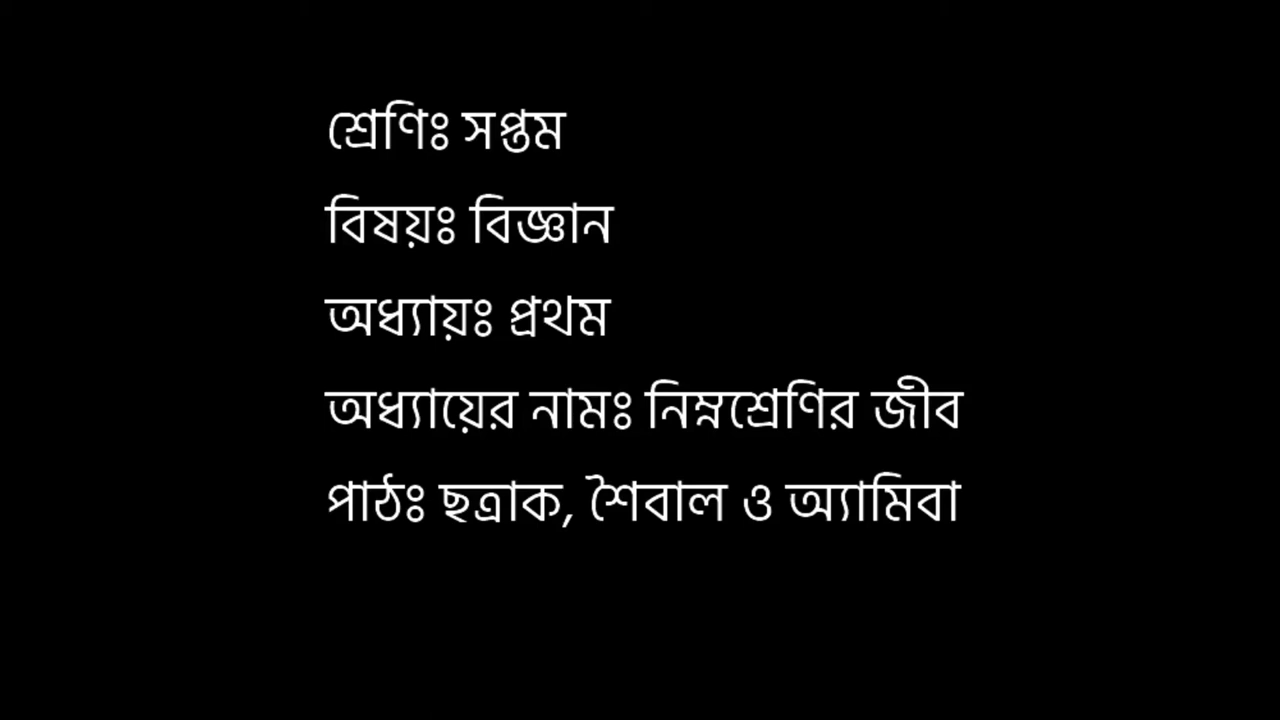 শ্রেণিঃ সপ্তম
বিষয়ঃ বিজ্ঞান
অধ্যায়ঃ প্রথম
অধ্যায়ের নামঃ নিম্নশ্রেণির জীব
পাঠঃ ছত্রাক, শৈবাল ও অ্যামিবা